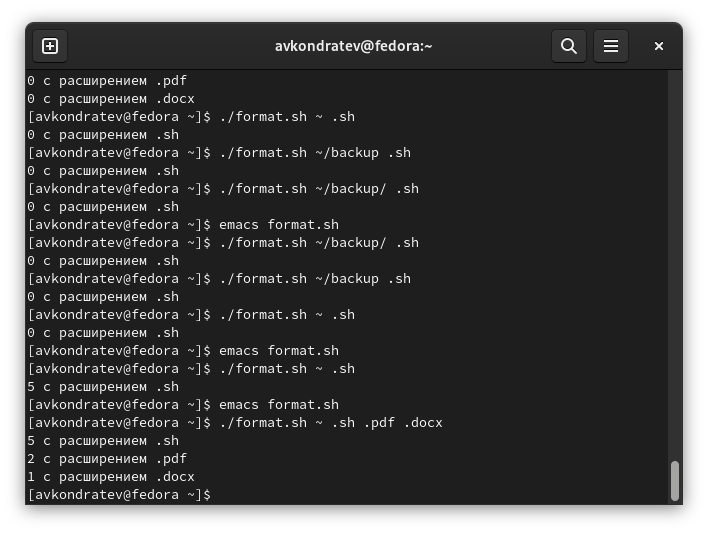 avkondratev@fedora:~
0 с расширением .pdf
0 с расширением .docx
[avkondratev@fedora ~]$ ./format.sh ~ .sh
0 с расширением .sh
[avkondratev@fedora ~]$ ./format.sh ~/backup .sh
0 с расширением .sh
[avkondratev@fedora ~]$ ./format.sh ~/backup/ .sh
0 с расширением .sh
[avkondratev@fedora ~]$ emacs format.sh
[avkondratev@fedora ~]$ ./format.sh ~/backup/ .sh
0 с расширением .sh
[avkondratev@fedora ~]$ ./format.sh ~/backup .sh
0 с расширением .sh
[avkondratev@fedora ~]$ ./format.sh ~ .sh
0 с расширением .sh
[avkondratev@fedora ~]$ emacs format.sh
[avkondratev@fedora ~]$ ./format.sh ~ .sh
5 с расширением .sh
[avkondratev@fedora ~]$ emacs format.sh
[avkondratev@fedora ~]$ ./format.sh ~ .sh .pdf .docx
5 с расширением .sh
2 с расширением .pdf
1 с расширением .docx
[avkondratev@fedora ~]$